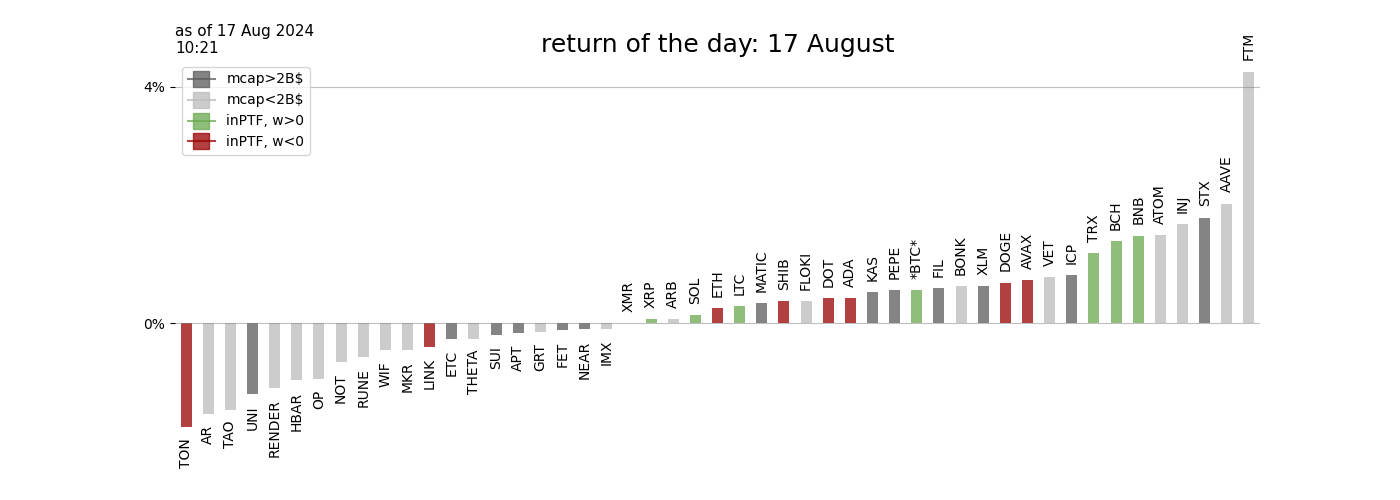 as of 17 Aug 2024
10:21
return of the day: 17 August
mcap>2B$
mcap<2B$
inPTF, w>0
inPTF, w<0
4%
0%
TON
AR
TAO
UNI
RENDER
HBAR
OP
NOT
RUNE
WIF
MKR
LINK
ETC
THETA
SUI
APT
GRT
FET
NEAR
IMX
XMR
XRP
ARB
SOL
ETH
LTC
MATIC
SHIB
FLOKI
DOT
ADA
KAS
PEPE
*BTC*
FIL
BONK
XLM
DOGE
AVAX
VET
ICP
TRX
BCH
BNB
ATOM
INJ
STX
AAVE
FTM